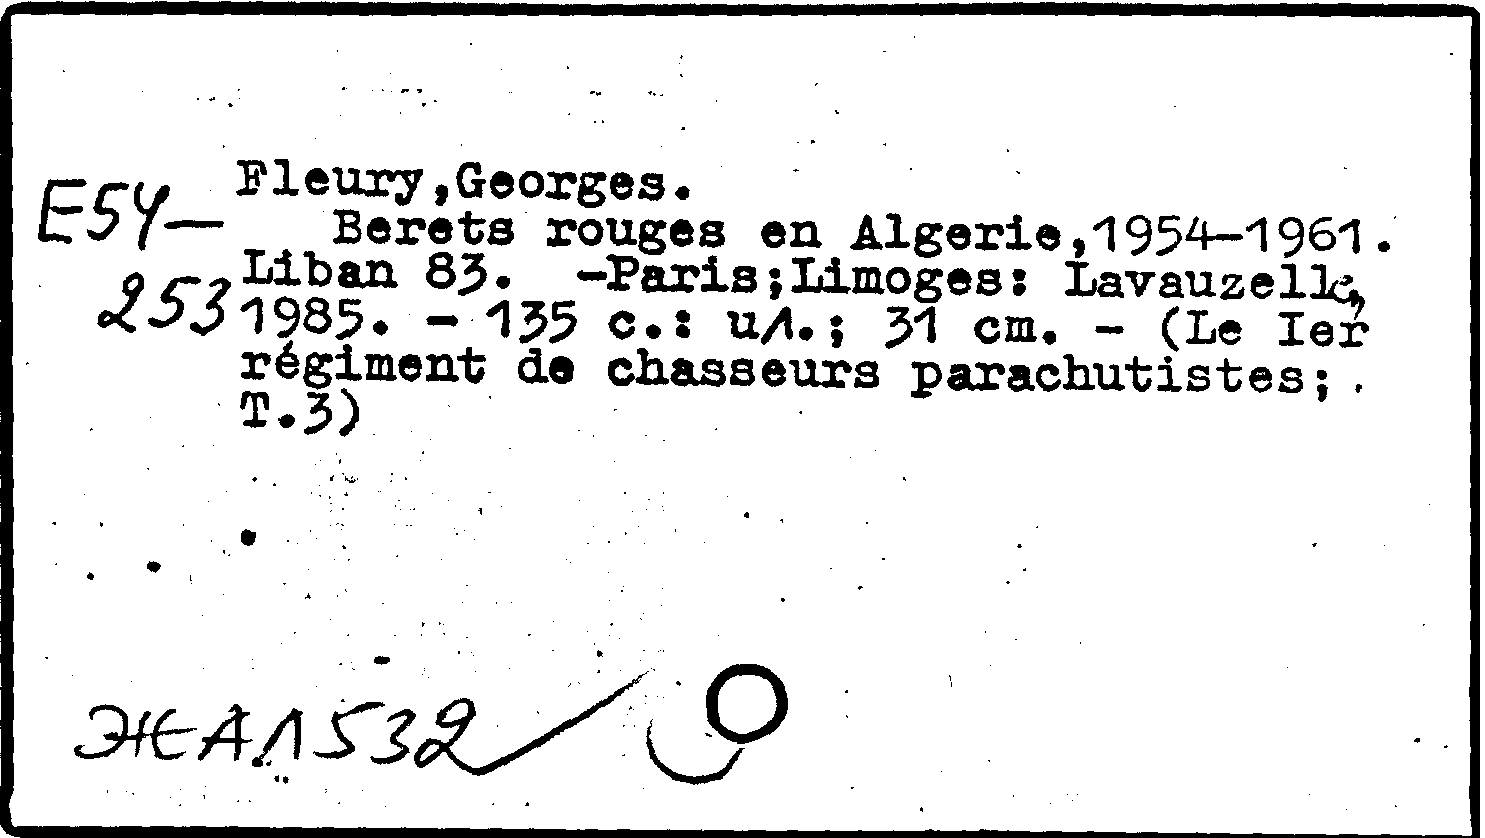 Fleury,Georges.
E54—
Berets rouges en Algerie,1954—1961.
Liban 83. —Paris;Limoges: Lavauzelle,
253
1985. — 135 c.: ил.; 31 cm. — (Le Ier
régiment de chasseurs parachutistes;
T.3)
ЖА1532